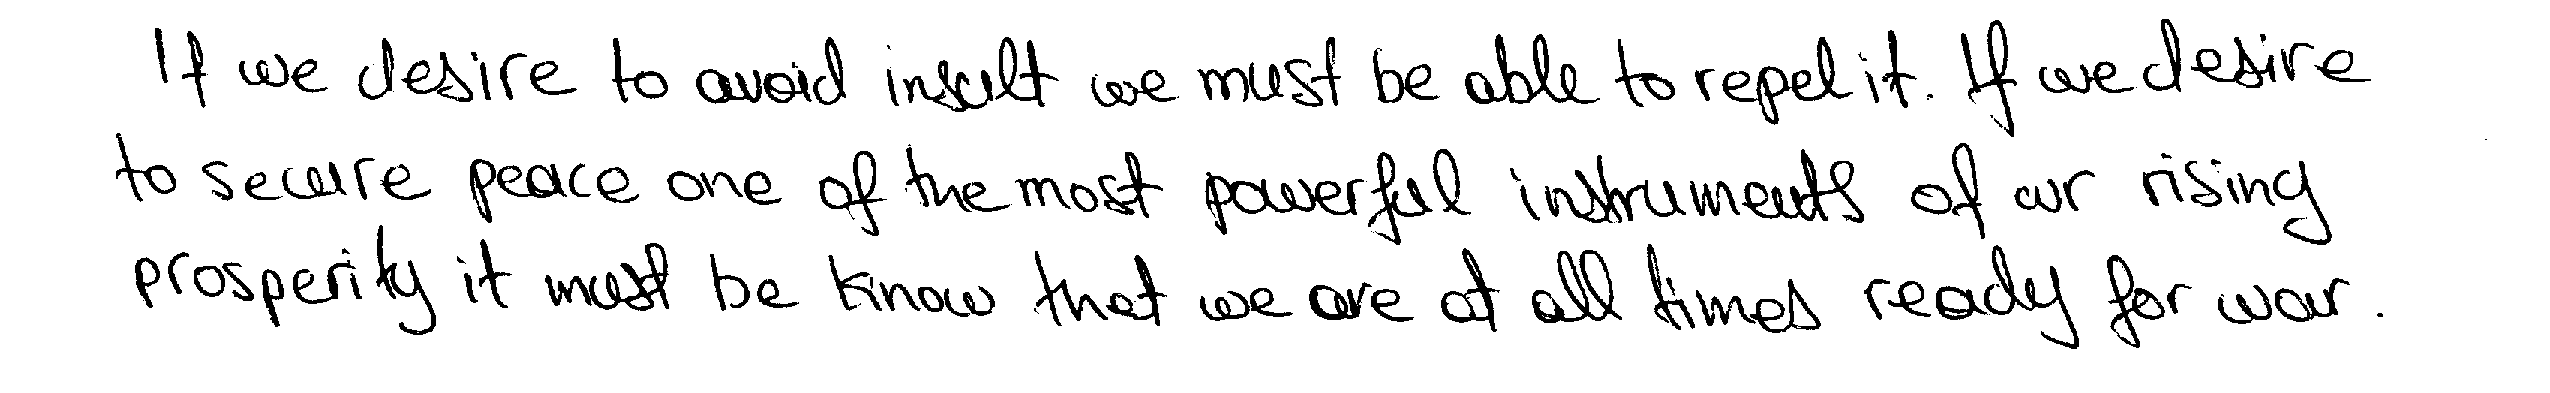 If we desire to avoid insult we must be able to repel it. If we desire
to secure peace one of the most powerful instruments of our rising
prosperity it must be know that we are at all times ready for war.